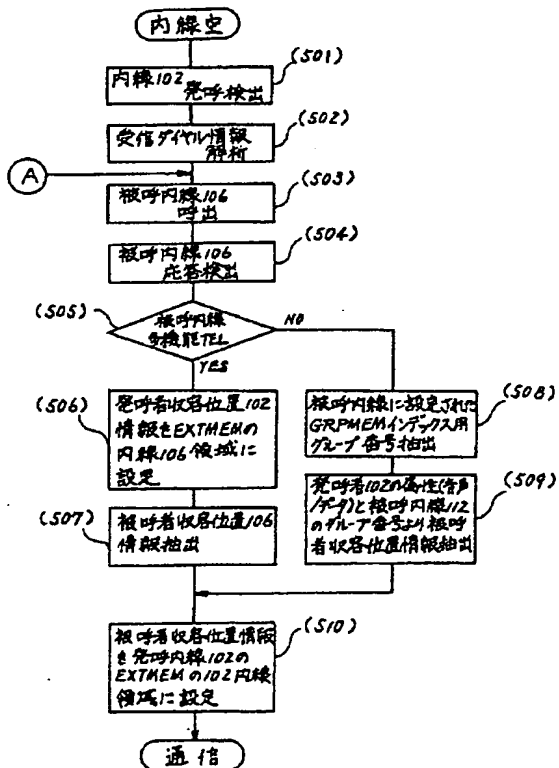 内線空
(501)
内線102
発呼検出
(502)
受信ダイヤル情報
解析
A
(503)
被呼内線106
呼出
(504)
被呼内線106
応答検出
(505)
被呼内線
多機能TEL
NO
YES
(506)
発呼者収容位置102
情報をEXTMEMの
内線106領域に
設定
(508)
被呼内線に設定された
GRPMEMインデックス用
グループ番号抽出
(507)
被呼者収容位置106
情報抽出
(509)
発呼者102の属性(音声
/データ)と被呼内線112
のグループ番号より被呼
者収容位置情報抽出
(510)
被呼者収容位置情報
を発呼内線102の
EXTMEMの102内線
領域に設定
通信